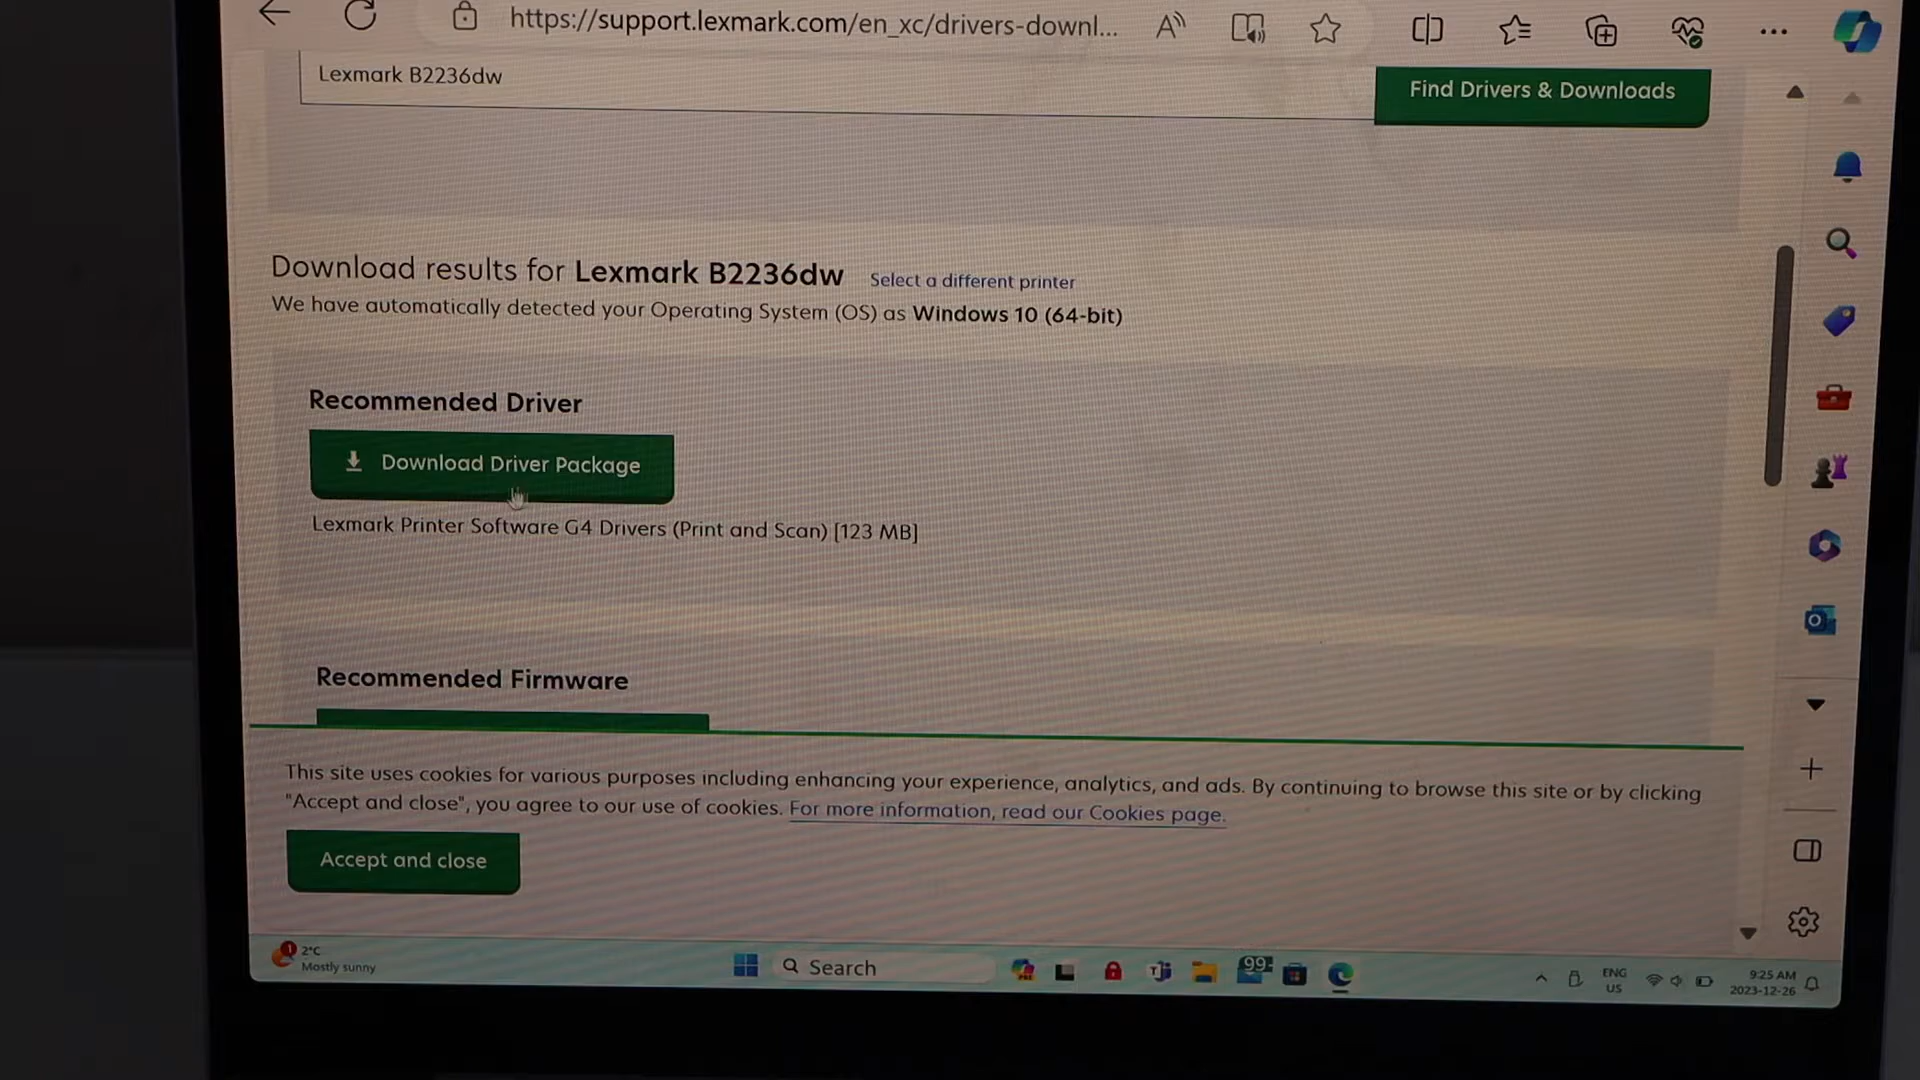 https://support.lexmark.com/en_xc/drivers-downl...
Lexmark B2236dw
Find Drivers & Downloads
Download results for Lexmark B2236dw Select a different printer
We have automatically detected your Operating System (OS) as Windows 10 (64-bit)
Recommended Driver
Download Driver Package
Lexmark Printer Software G4 Drivers (Print and Scan) [123 MB]
Recommended Firmware
This site uses cookies for various purposes including enhancing your experience, analytics, and ads. By continuing to browse this site or by clicking
"Accept and close", you agree to our use of cookies. For more information, read our Cookies page.
Accept and close
1
2°C
Mostly sunny
Search
99+
ENG
US
9:25 AM
2023-12-26